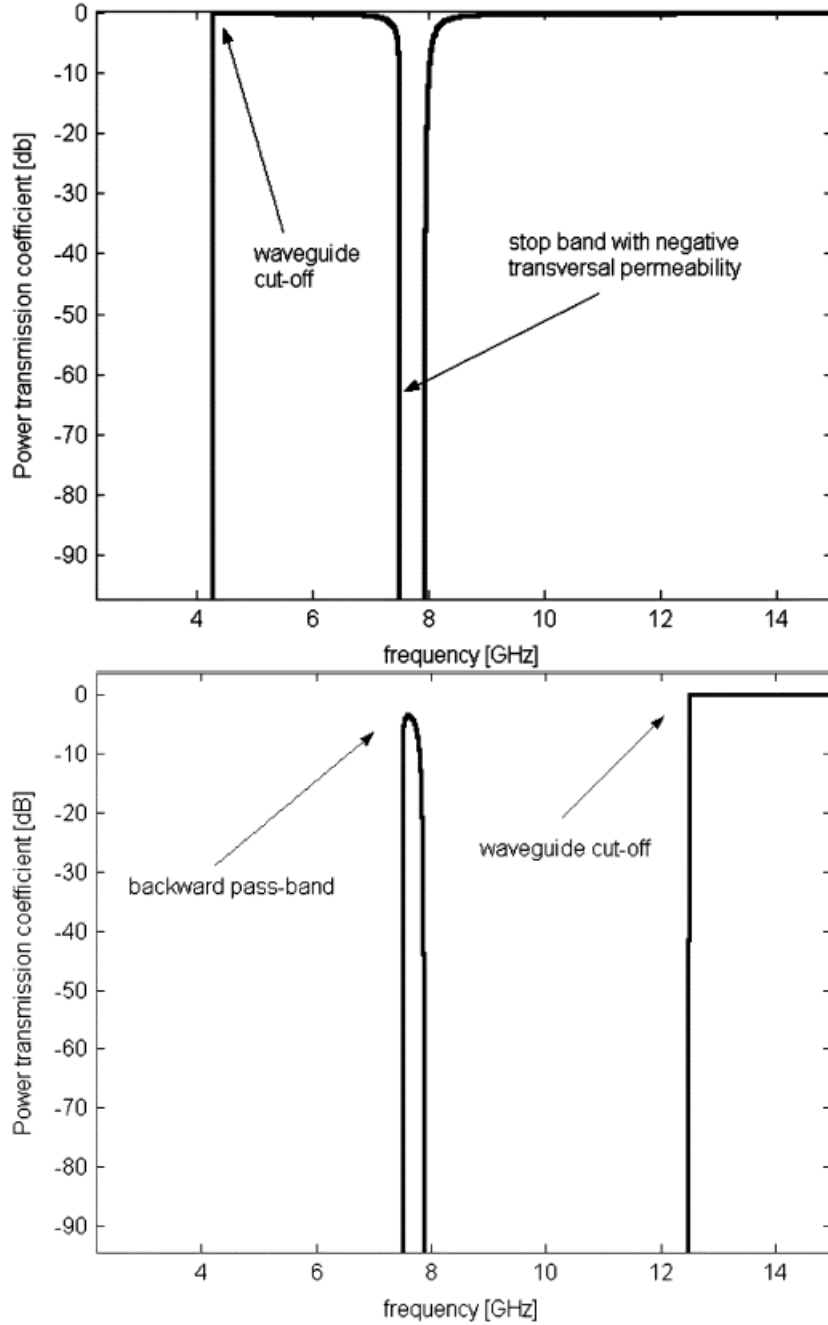 Power transmission coefficient [db]
0
-10
-20
-30
-40
-50
-60
-70
-80
-90
waveguide
cut-off
stop band with negative
transversal permeability
4 6 8 10 12 14
frequency [GHz]
Power transmission coefficient [dB]
0
-10
-20
-30
-40
-50
-60
-70
-80
-90
backward pass-band
waveguide cut-off
4 6 8 10 12 14
frequency [GHz]